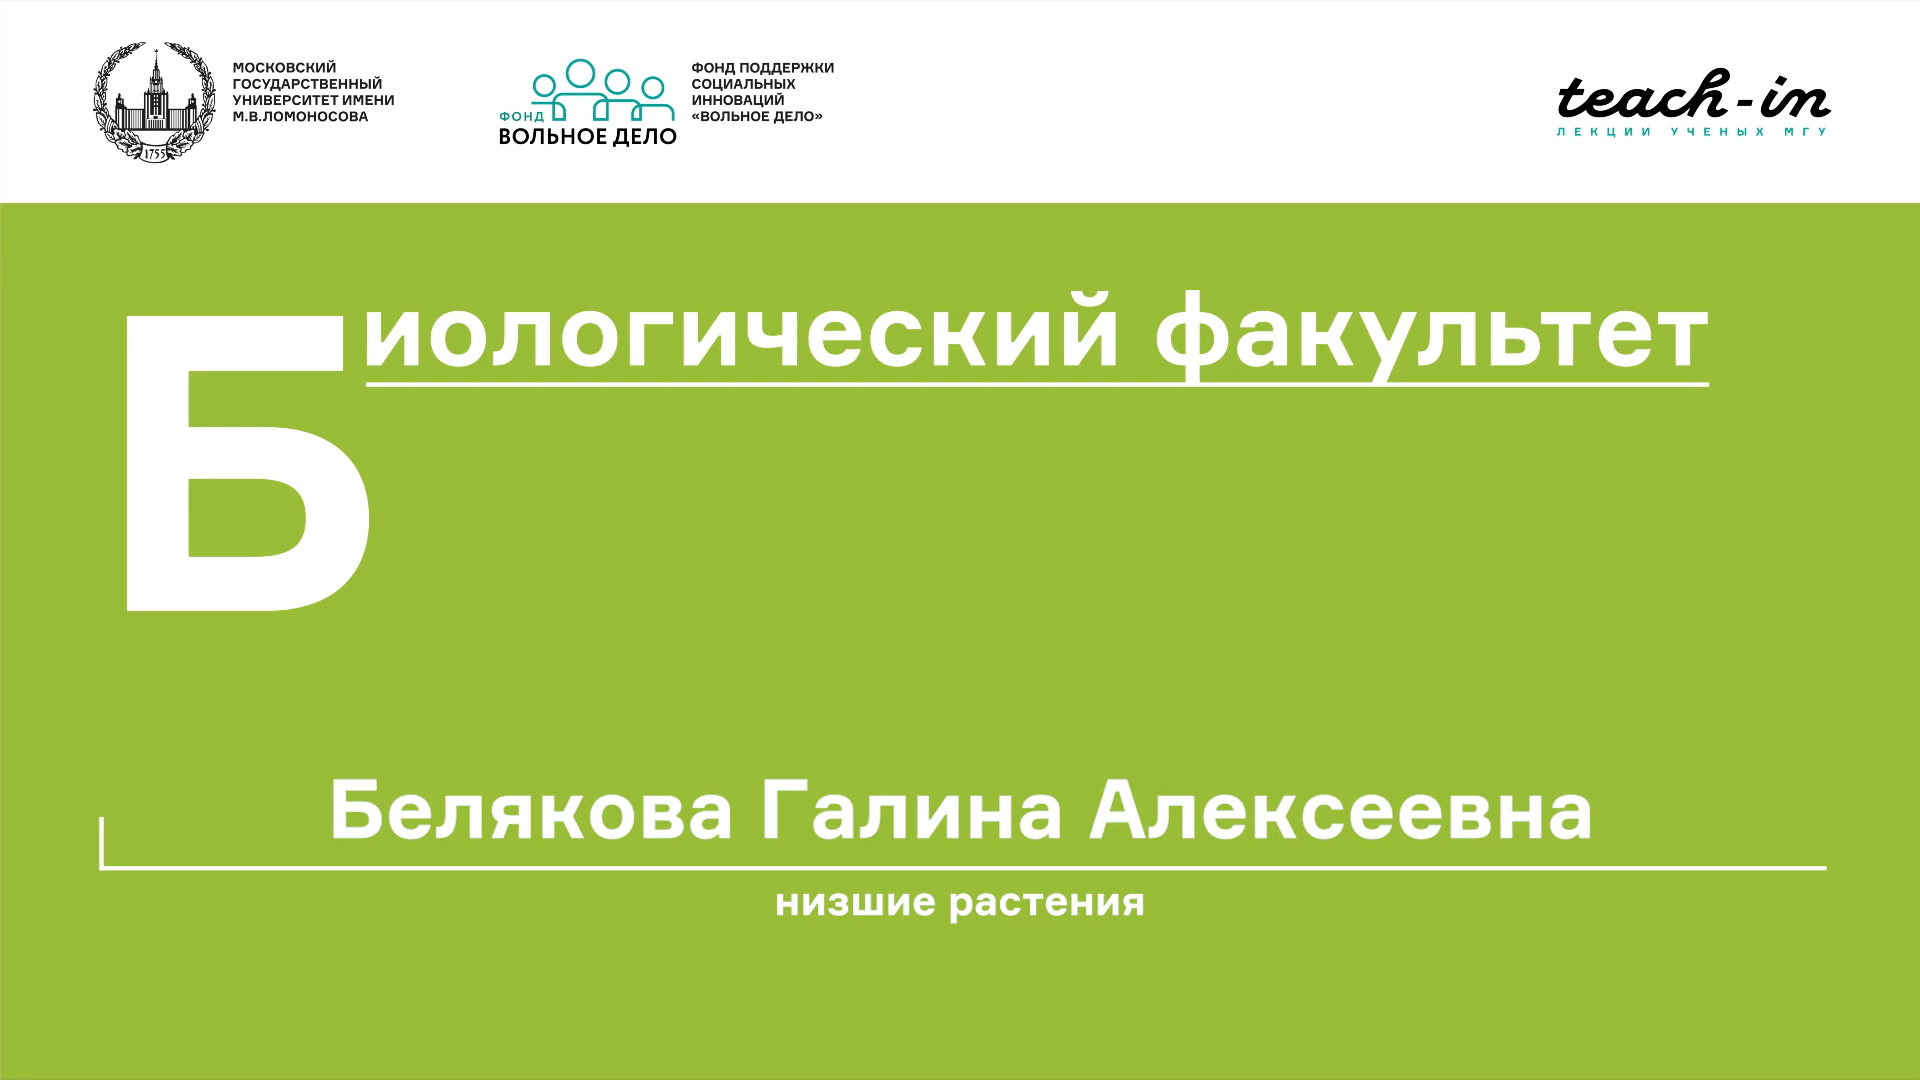 МОСКОВСКИЙ
ГОСУДАРСТВЕННЫЙ
УНИВЕРСИТЕТ ИМЕНИ
М.В.ЛОМОНОСОВА
1755
ФОНД
ВОЛЬНОЕ ДЕЛО
ФОНД ПОДДЕРЖКИ
СОЦИАЛЬНЫХ
ИННОВАЦИЙ
«ВОЛЬНОЕ ДЕЛО»
teach-in
ЛЕКЦИИ УЧЕНЫХ МГУ
Биологический факультет
Белякова Галина Алексеевна
низшие растения